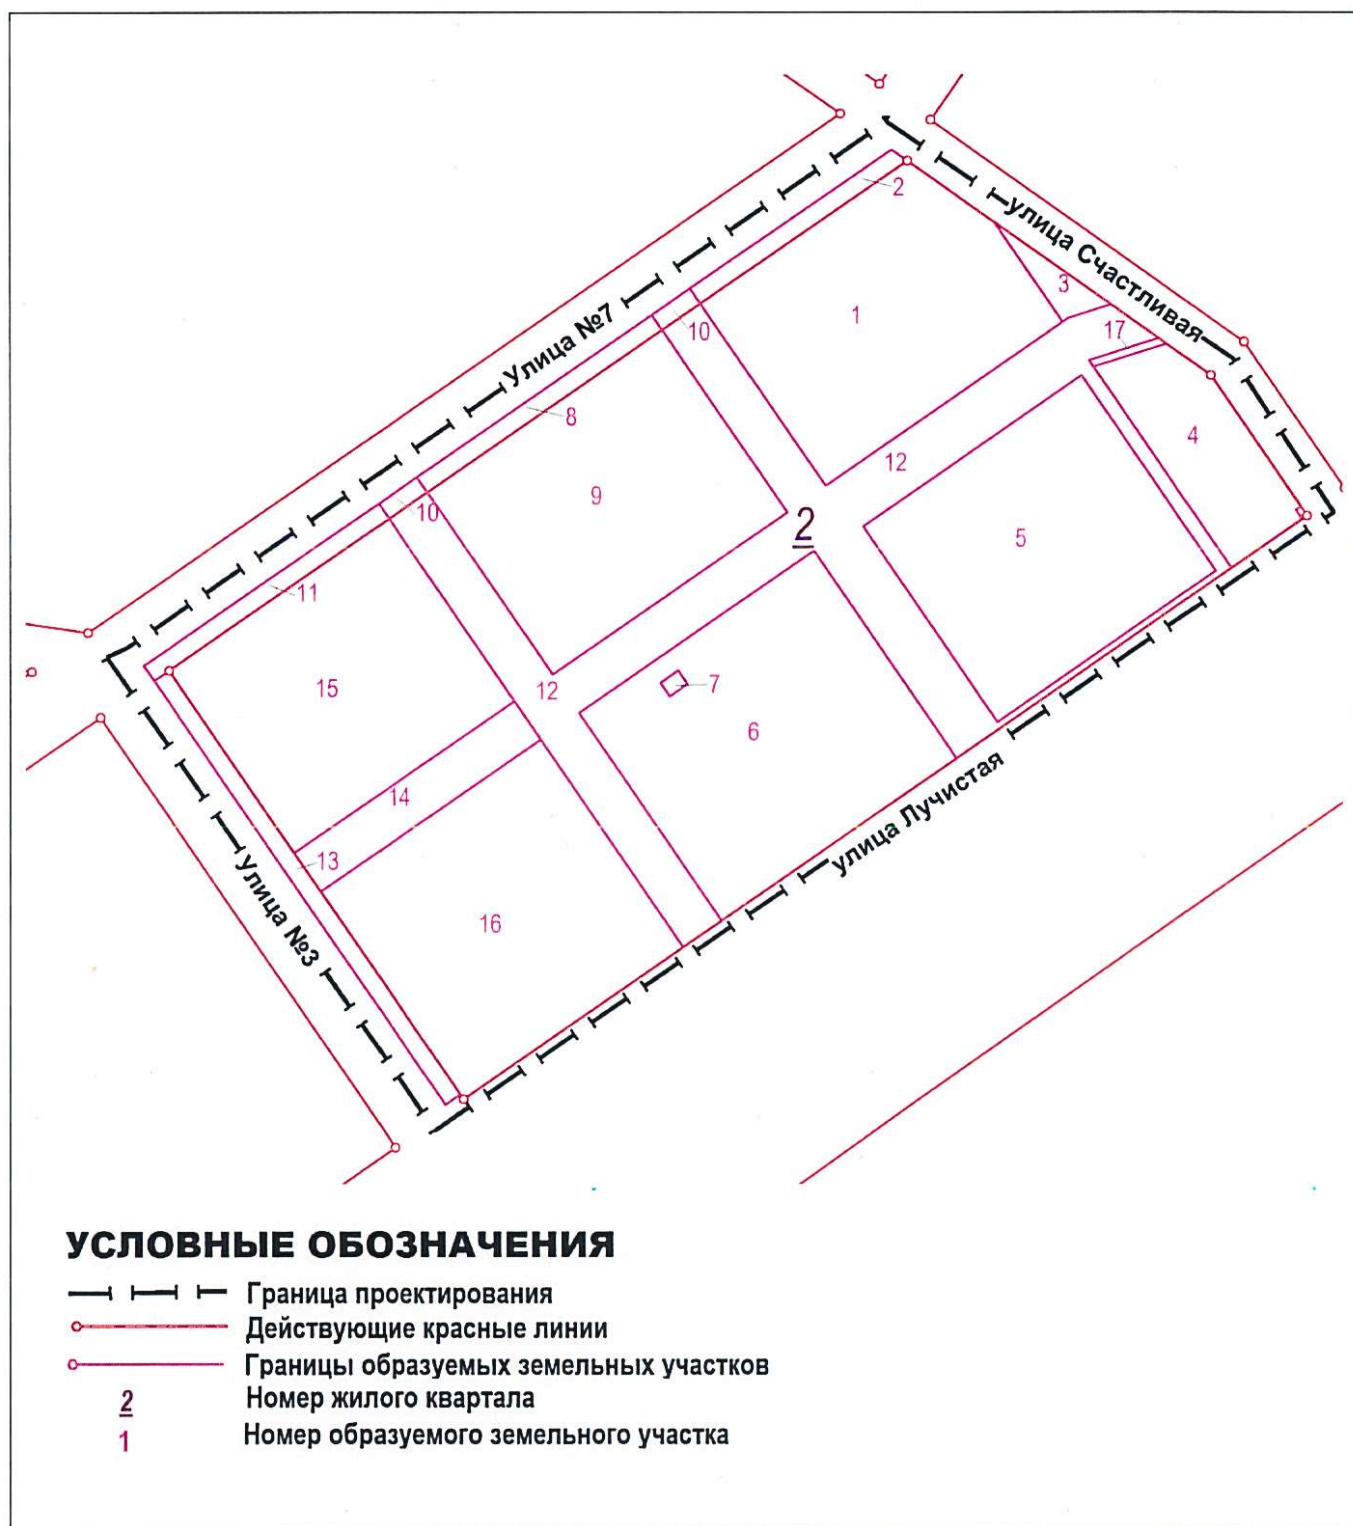 2
улица Счастливая
3
10
1
17
Улица №7
8
4
12
9
10
2
5
11
15
12
7
6
14
улица Лучистая
13
Улица №3
16
УСЛОВНЫЕ ОБОЗНАЧЕНИЯ
Граница проектирования
Действующие красные линии
Границы образуемых земельных участков
2 Номер жилого квартала
1 Номер образуемого земельного участка